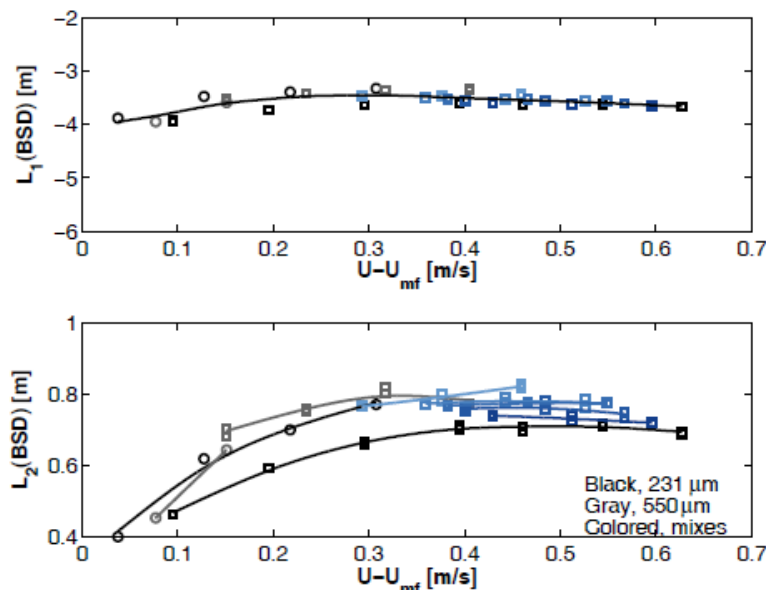 −2
−3
−4
−5
−6
L1(BSD) [m]
0 0.1 0.2 0.3 0.4 0.5 0.6 0.7
U−Umf [m/s]
1
0.8
0.6
0.4
L2(BSD) [m]
Black, 231 μm
Gray, 550μm
Colored, mixes
0 0.1 0.2 0.3 0.4 0.5 0.6 0.7
U−Umf [m/s]